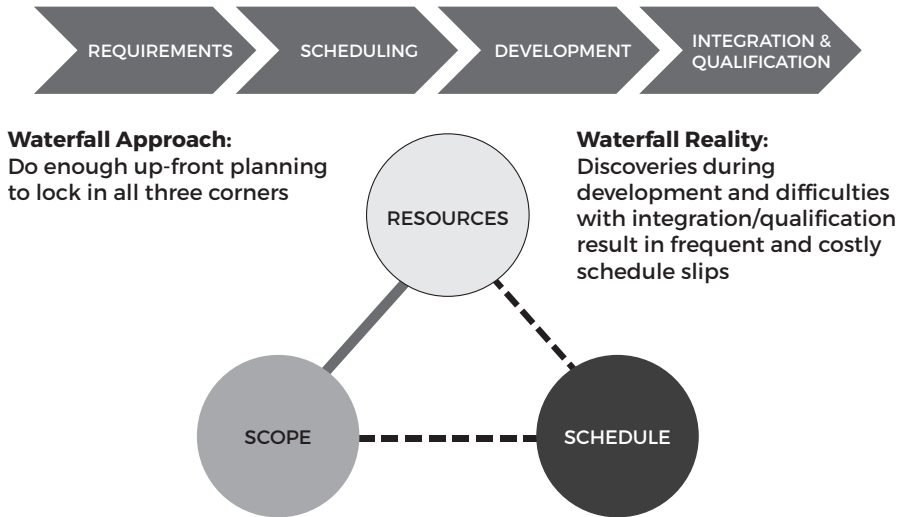 REQUIREMENTS
SCHEDULING
DEVELOPMENT
INTEGRATION &
QUALIFICATION
Waterfall Approach:
Do enough up-front planning
to lock in all three corners
Waterfall Reality:
Discoveries during
development and difficulties
with integration/qualification
result in frequent and costly
schedule slips
RESOURCES
SCOPE
SCHEDULE